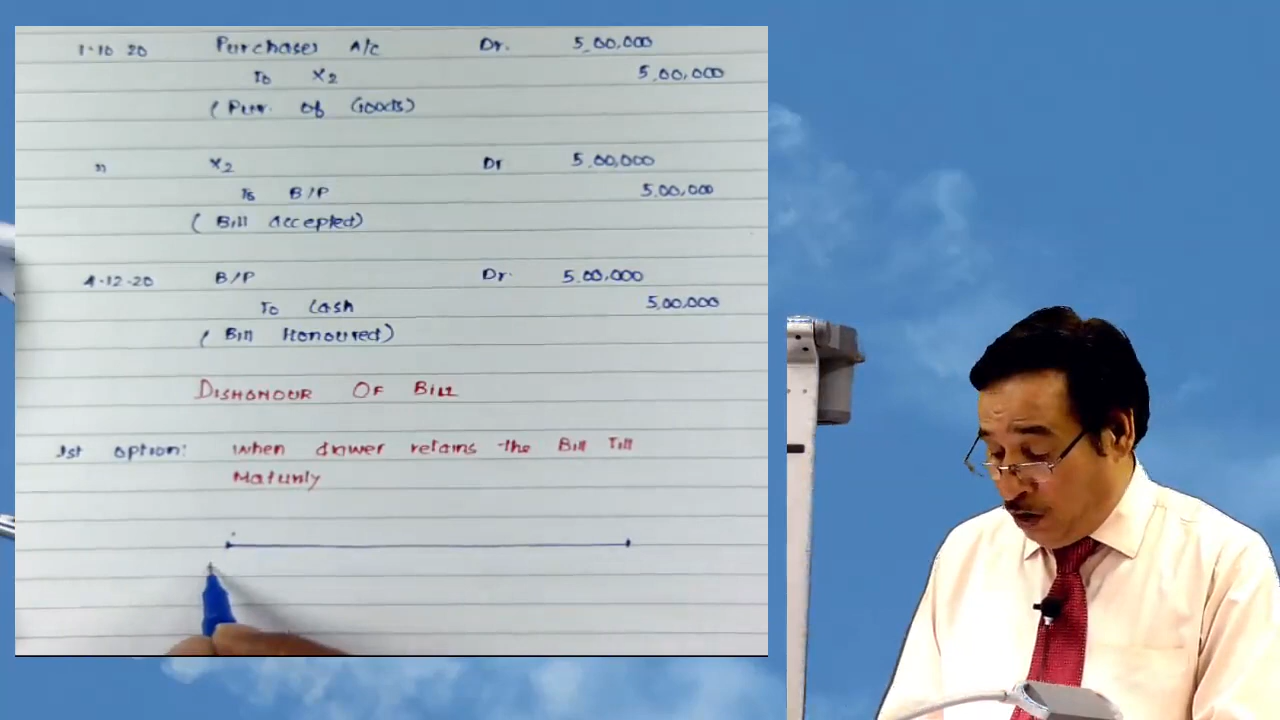 1-10 20 Purchases A/c Dr. 5,00,000
To X2 5,00,000
(Pur. of Goods)
" X2 Dr 5,00,000
To B/P 5,00,000
(Bill Accepted)
4-12-20 B/P Dr. 5,00,000
To Cash 5,00,000
(Bill Honoured)
DISHONOUR OF BILL
1st option: when drawer retains the Bill Till
Maturity